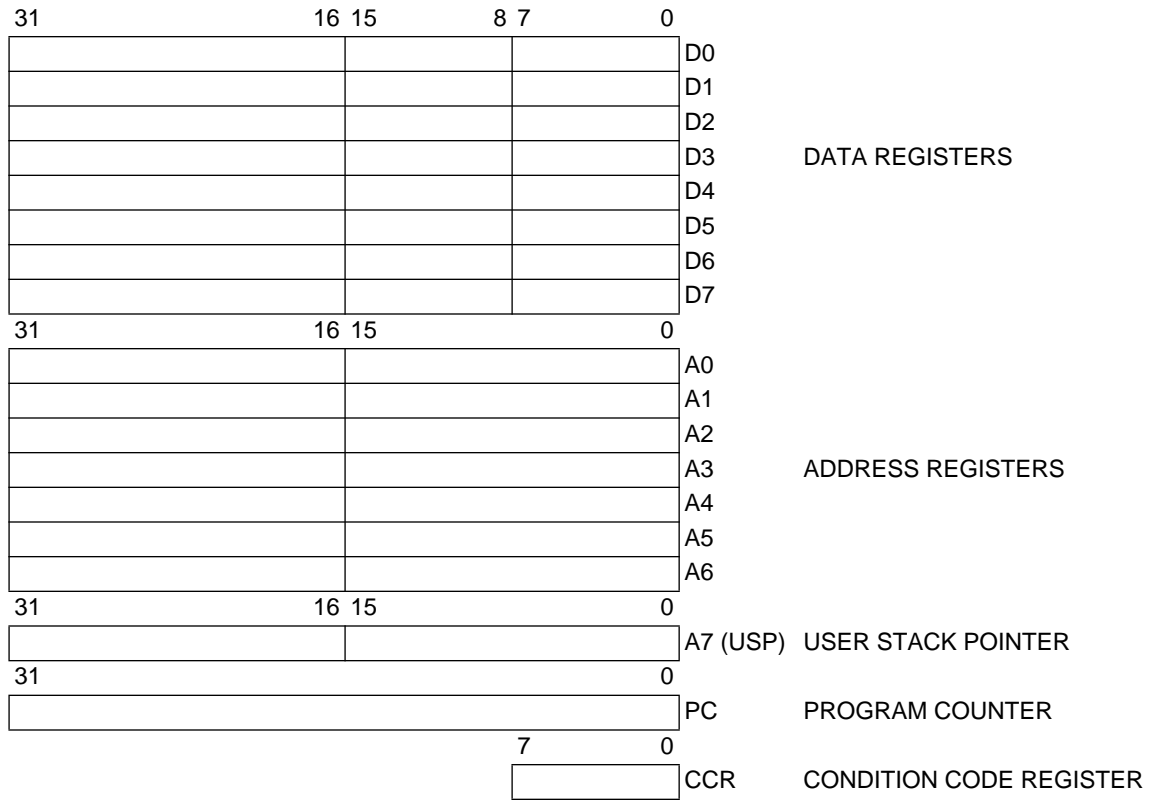 31 16 15 8 7 0
D0
D1
D2
D3 DATA REGISTERS
D4
D5
D6
D7
31 16 15 0
A0
A1
A2
A3 ADDRESS REGISTERS
A4
A5
A6
31 16 15 0
A7 (USP) USER STACK POINTER
31 0
PC PROGRAM COUNTER
7 0
CCR CONDITION CODE REGISTER